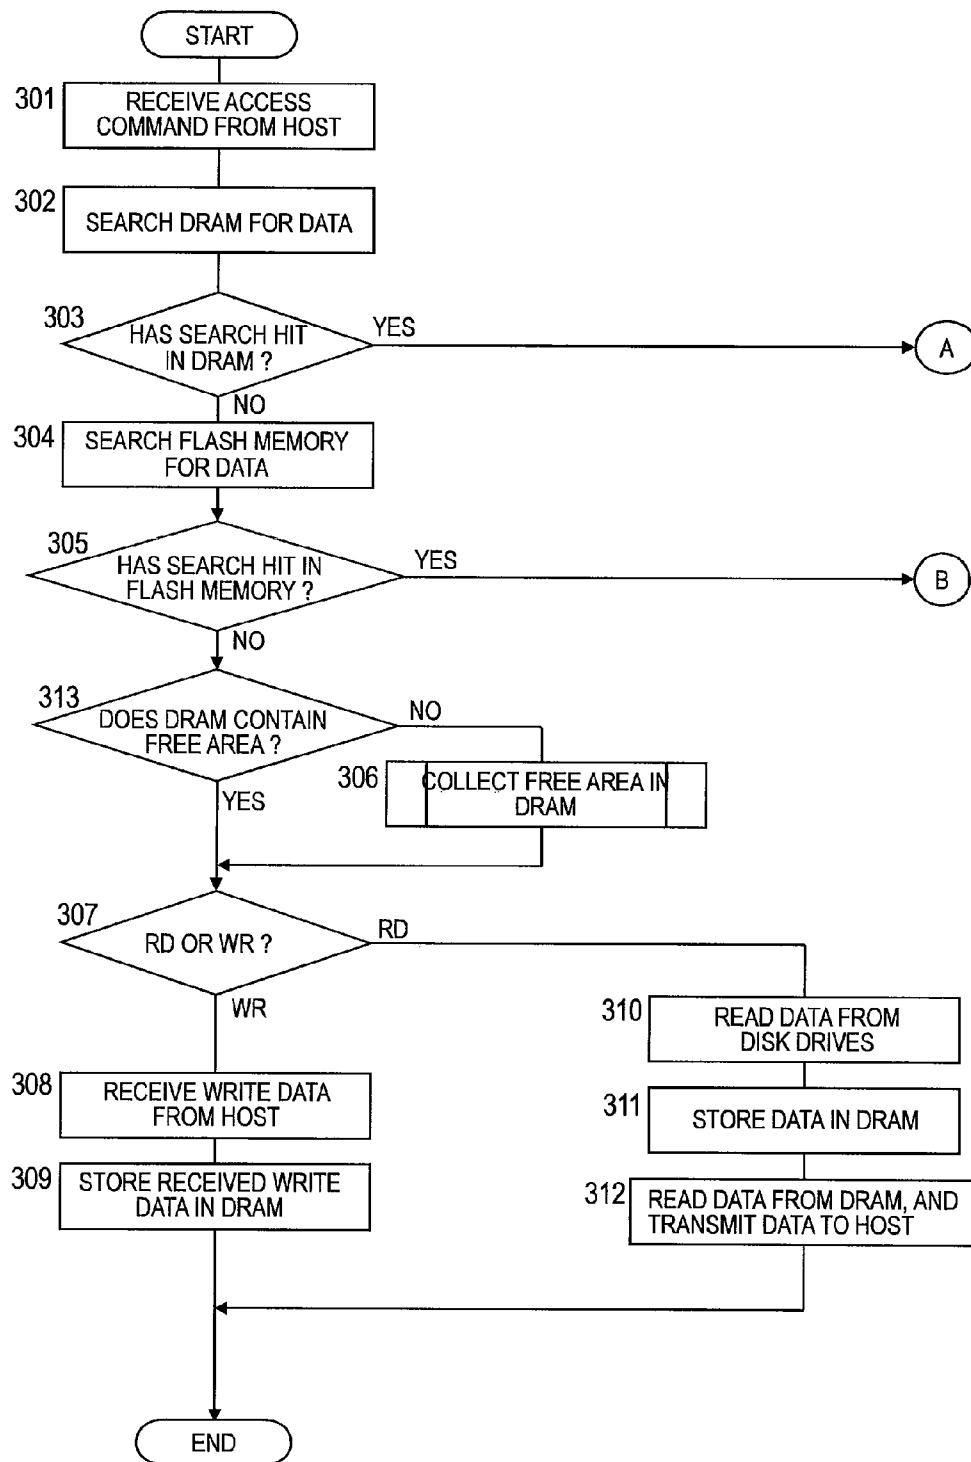 START
301
RECEIVE ACCESS
COMMAND FROM HOST
302
SEARCH DRAM FOR DATA
303
HAS SEARCH HIT
IN DRAM ?
YES
A
NO
304
SEARCH FLASH MEMORY
FOR DATA
305
HAS SEARCH HIT IN
FLASH MEMORY ?
YES
B
NO
313
DOES DRAM CONTAIN
FREE AREA ?
NO
306
COLLECT FREE AREA IN
DRAM
YES
307
RD OR WR ?
RD
WR
310
READ DATA FROM
DISK DRIVES
308
RECEIVE WRITE DATA
FROM HOST
311
STORE DATA IN DRAM
309
STORE RECEIVED WRITE
DATA IN DRAM
312
READ DATA FROM DRAM, AND
TRANSMIT DATA TO HOST
END